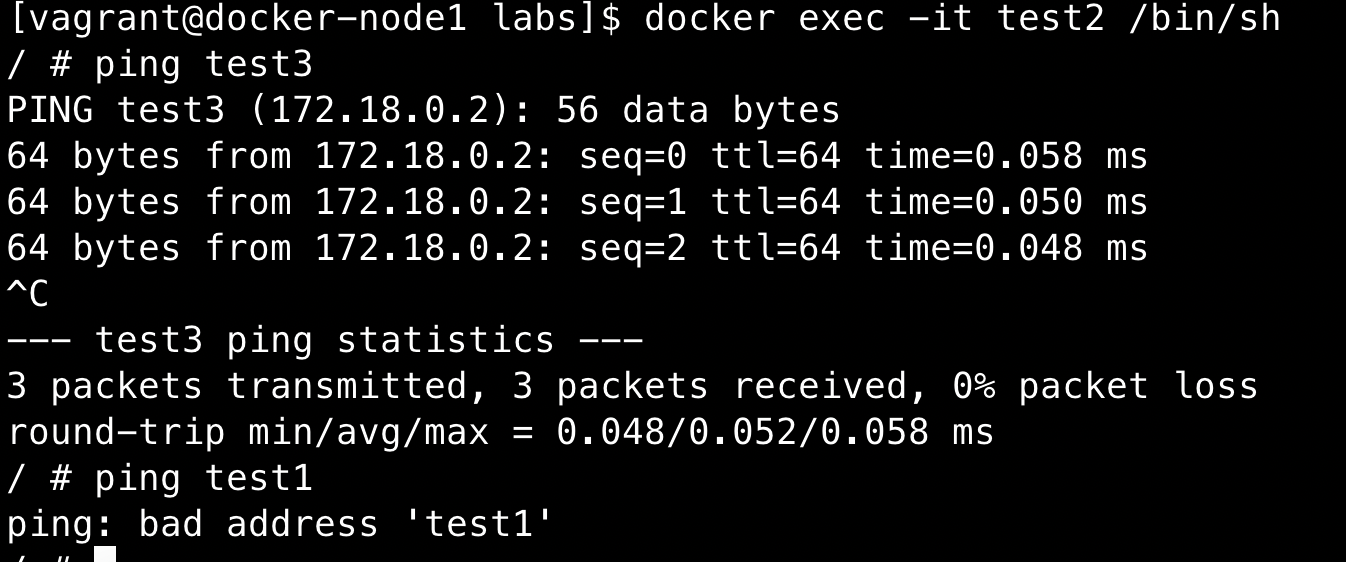 [vagrant@docker-node1 labs]$ docker exec -it test2 /bin/sh
/ # ping test3
PING test3 (172.18.0.2): 56 data bytes
64 bytes from 172.18.0.2: seq=0 ttl=64 time=0.058 ms
64 bytes from 172.18.0.2: seq=1 ttl=64 time=0.050 ms
64 bytes from 172.18.0.2: seq=2 ttl=64 time=0.048 ms
^C
--- test3 ping statistics ---
3 packets transmitted, 3 packets received, 0% packet loss
round-trip min/avg/max = 0.048/0.052/0.058 ms
/ # ping test1
ping: bad address 'test1'
/ #